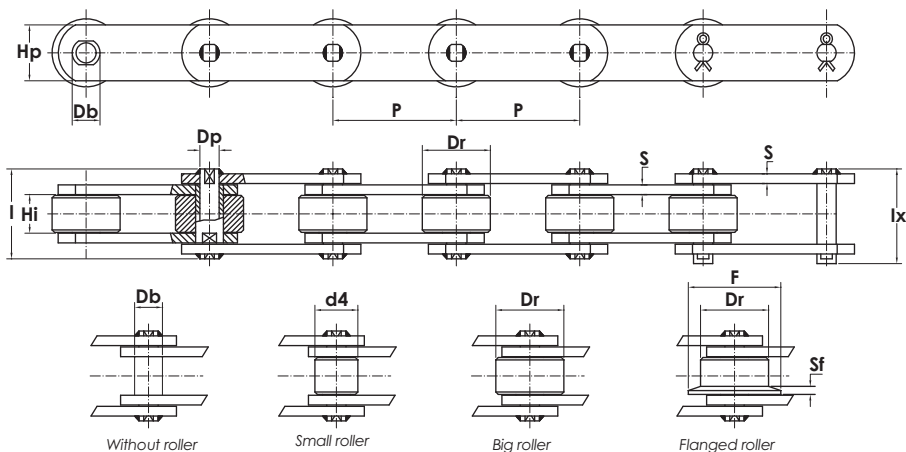 Hp
Db
P
P
Dp
Dr
S
S
I
Hi
Ix
F
Db
d4
Dr
Dr
Sf
Without roller
Small roller
Big roller
Flanged roller